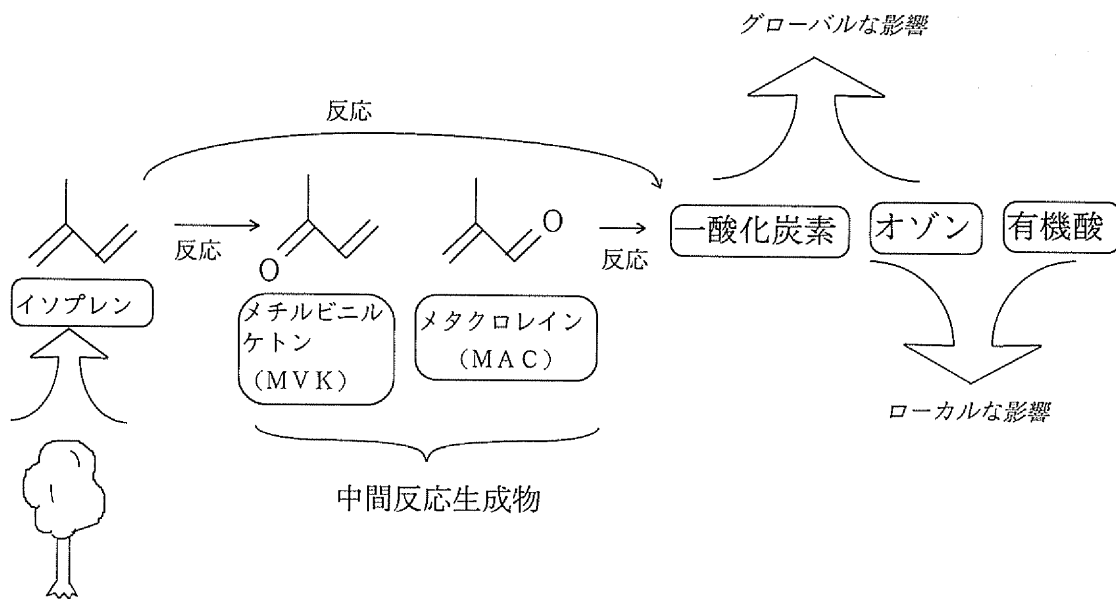 グローバルな影響
反応
O
O
反応
反応
一酸化炭素
オゾン
有機酸
イソプレン
メチルビニル
ケトン
(MVK)
メタクロレイン
(MAC)
ローカルな影響
中間反応生成物